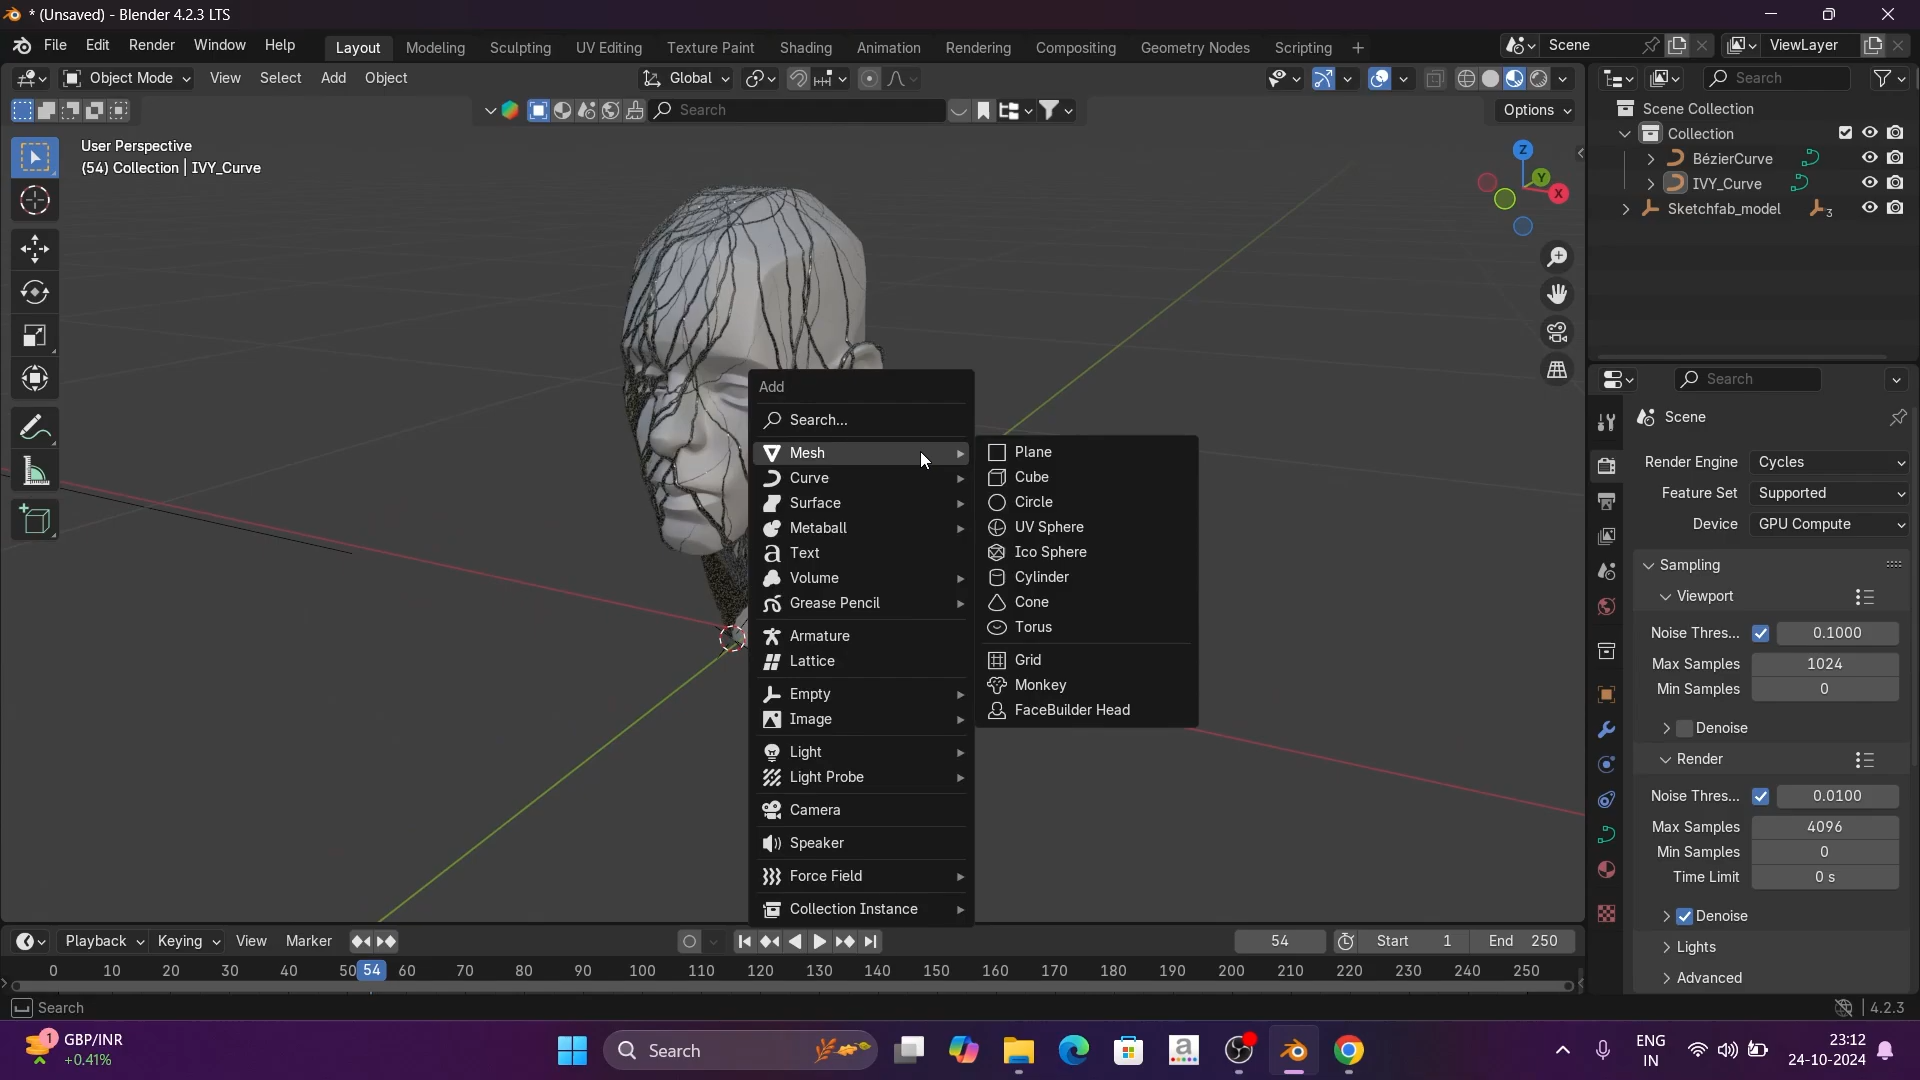 * (Unsaved) - Blender 4.2.3 LTS
File Edit Render Window Help
Layout Modeling Sculpting UV Editing Texture Paint Shading Animation Rendering Compositing Geometry Nodes Scripting +
Scene
ViewLayer
Object Mode View Select Add Object
Global
Search
Search
Options
User Perspective
(54) Collection | IVY_Curve
Z
Y
X
Scene Collection
Collection
BézierCurve
IVY_Curve
Sketchfab_model
3
Add
Search...
Mesh
Curve
Surface
Metaball
Text
Volume
Grease Pencil
Armature
Lattice
Empty
Image
Light
Light Probe
Camera
Speaker
Force Field
Collection Instance
Plane
Cube
Circle
UV Sphere
Ico Sphere
Cylinder
Cone
Torus
Grid
Monkey
FaceBuilder Head
Search
Scene
Render Engine Cycles
Feature Set Supported
Device GPU Compute
Sampling
Viewport
Noise Thres... 0.1000
Max Samples 1024
Min Samples 0
Denoise
Render
Noise Thres... 0.0100
Max Samples 4096
Min Samples 0
Time Limit 0 s
Denoise
Lights
Advanced
Playback Keying View Marker
54 Start 1 End 250
0 10 20 30 40 50 54 60 70 80 90 100 110 120 130 140 150 160 170 180 190 200 210 220 230 240 250
Search
4.2.3
1
GBP/INR
+0.41%
Search
a
ENG
IN
23:12
24-10-2024